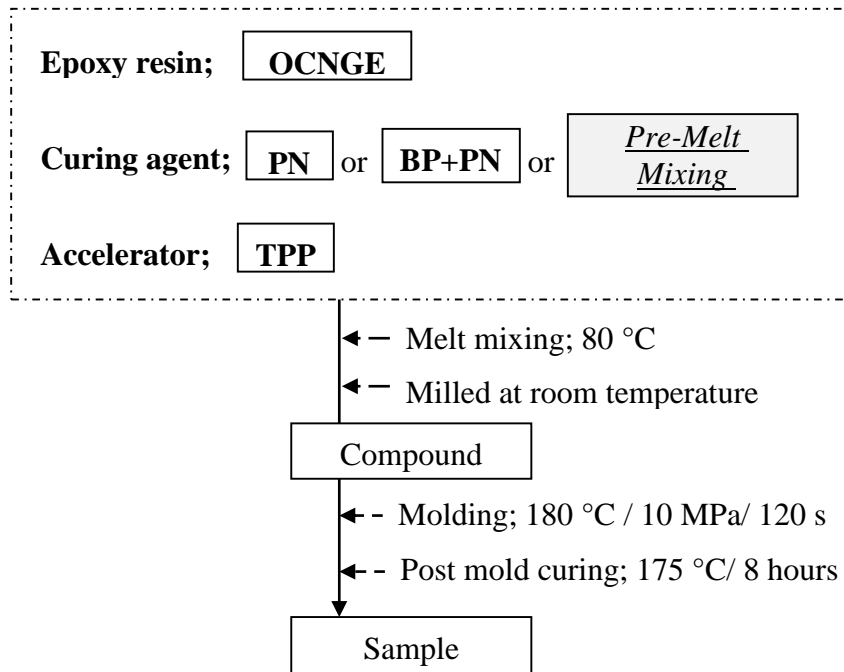 Epoxy resin; OCNGE
Curing agent; PN or BP+PN or Pre-Melt
Mixing
Accelerator; TPP
Melt mixing; 80 °C
Milled at room temperature
Compound
Molding; 180 °C / 10 MPa/ 120 s
Post mold curing; 175 °C/ 8 hours
Sample